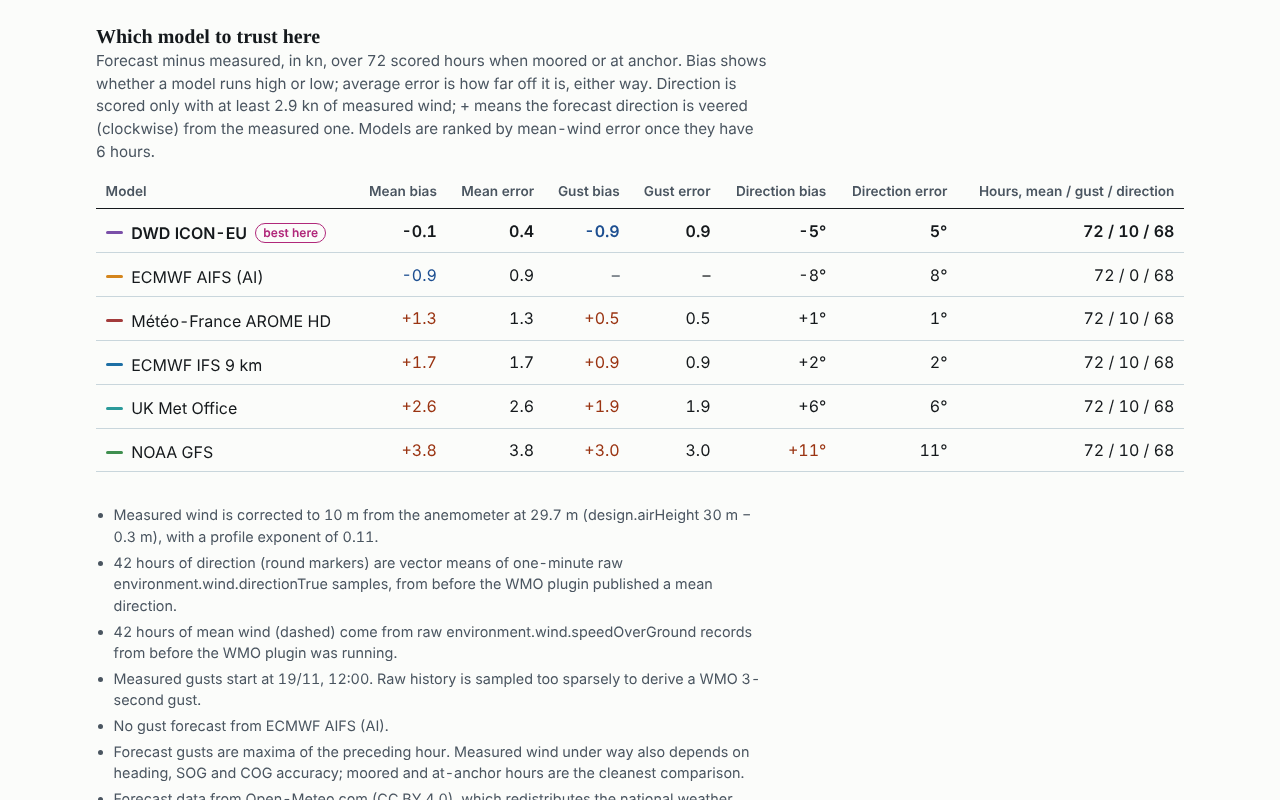 Which model to trust here
Forecast minus measured, in kn, over 72 scored hours when moored or at anchor. Bias shows
whether a model runs high or low; average error is how far off it is, either way. Direction is
scored only with at least 2.9 kn of measured wind; + means the forecast direction is veered
(clockwise) from the measured one. Models are ranked by mean-wind error once they have
6 hours.
Model Mean bias Mean error Gust bias Gust error Direction bias Direction error Hours, mean / gust / direction
DWD ICON-EU best here -0.1 0.4 -0.9 0.9 -5° 5° 72 / 10 / 68
ECMWF AIFS (AI) -0.9 0.9 – – -8° 8° 72 / 0 / 68
Météo-France AROME HD +1.3 1.3 +0.5 0.5 +1° 1° 72 / 10 / 68
ECMWF IFS 9 km +1.7 1.7 +0.9 0.9 +2° 2° 72 / 10 / 68
UK Met Office +2.6 2.6 +1.9 1.9 +6° 6° 72 / 10 / 68
NOAA GFS +3.8 3.8 +3.0 3.0 +11° 11° 72 / 10 / 68
• Measured wind is corrected to 10 m from the anemometer at 29.7 m (design.airHeight 30 m −
0.3 m), with a profile exponent of 0.11.
• 42 hours of direction (round markers) are vector means of one-minute raw
environment.wind.directionTrue samples, from before the WMO plugin published a mean
direction.
• 42 hours of mean wind (dashed) come from raw environment.wind.speedOverGround records
from before the WMO plugin was running.
• Measured gusts start at 19/11, 12:00. Raw history is sampled too sparsely to derive a WMO 3-
second gust.
• No gust forecast from ECMWF AIFS (AI).
• Forecast gusts are maxima of the preceding hour. Measured wind under way also depends on
heading, SOG and COG accuracy; moored and at-anchor hours are the cleanest comparison.
• Forecast data from Open-Meteo.com (CC BY 4.0), which redistributes the national weather